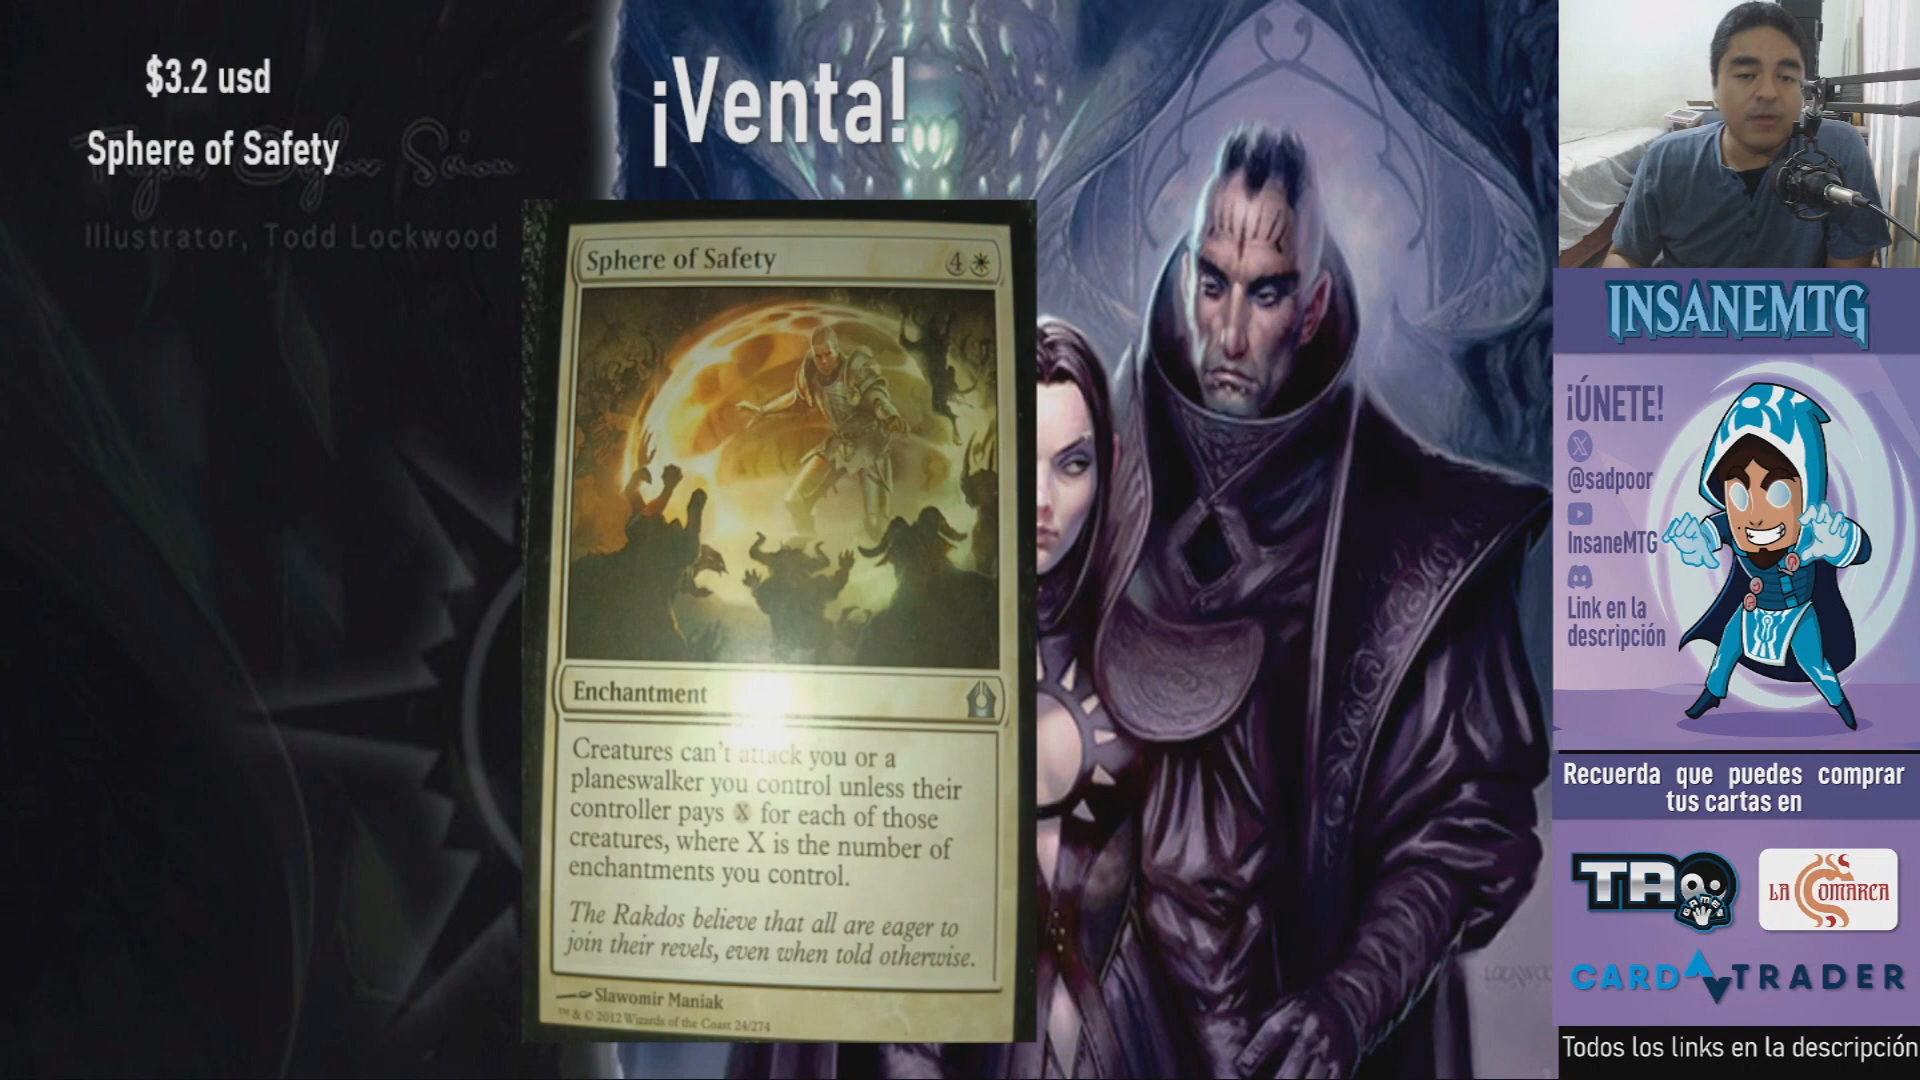 $3.2 usd
Sphere of Safety
Illustrator, Todd Lockwood
¡Venta!
Sphere of Safety 4
Enchantment
Creatures can't attack you or a
planeswalker you control unless their
controller pays X for each of those
creatures, where X is the number of
enchantments you control.
The Rakdos believe that all are eager to
join their revels, even when told otherwise.
Slawomir Maniak
™ & © 2012 Wizards of the Coast 24/274
INSANEMTG
¡ÚNETE!
@sadpoor
InsaneMTG
Link en la
descripción
Recuerda que puedes comprar
tus cartas en
TAO
GAMES
LA COMARCA
CARD TRADER
Todos los links en la descripción